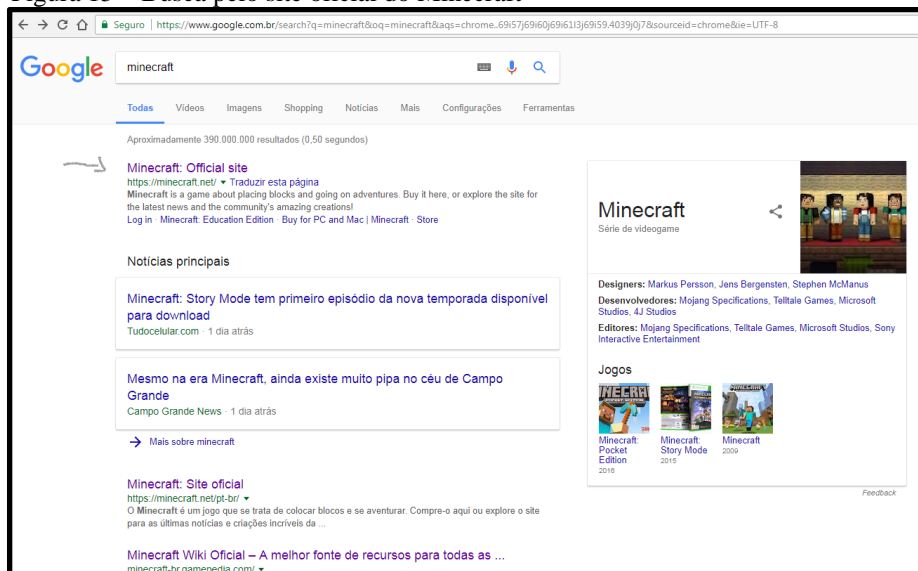 Figura 15 – Busca pelo site oficial do Minecraft
Seguro | https://www.google.com.br/search?q=minecraft&oq=minecraft&aqs=chrome..69i57j69i60j69i61l3j69i59.4039j0j7&sourceid=chrome&ie=UTF-8
Google
minecraft
Todas Vídeos Imagens Shopping Notícias Mais Configurações Ferramentas
Aproximadamente 390.000.000 resultados (0,50 segundos)
Minecraft: Official site
https://minecraft.net/ ▾ Traduzir esta página
Minecraft is a game about placing blocks and going on adventures. Buy it here, or explore the site for
the latest news and the community's amazing creations!
Log in · Minecraft: Education Edition · Buy for PC and Mac | Minecraft · Store
Notícias principais
Minecraft: Story Mode tem primeiro episódio da nova temporada disponível
para download
Tudocelular.com · 1 dia atrás
Mesmo na era Minecraft, ainda existe muito pipa no céu de Campo
Grande
Campo Grande News · 1 dia atrás
→ Mais sobre minecraft
Minecraft: Site oficial
https://minecraft.net/pt-br/ ▾
O Minecraft é um jogo que se trata de colocar blocos e se aventurar. Compre-o aqui ou explore o site
para as últimas notícias e criações incríveis da ...
Minecraft Wiki Oficial – A melhor fonte de recursos para todas as ...
minecraft-br.gamepedia.com/ ▾
Minecraft
Série de videogame
Designers: Markus Persson, Jens Bergensten, Stephen McManus
Desenvolvedores: Mojang Specifications, Telltale Games, Microsoft
Studios, 4J Studios
Editores: Mojang Specifications, Telltale Games, Microsoft Studios, Sony
Interactive Entertainment
Jogos
Minecraft:
Pocket
Edition
2016
Minecraft:
Story Mode
2015
Minecraft
2009
Feedback